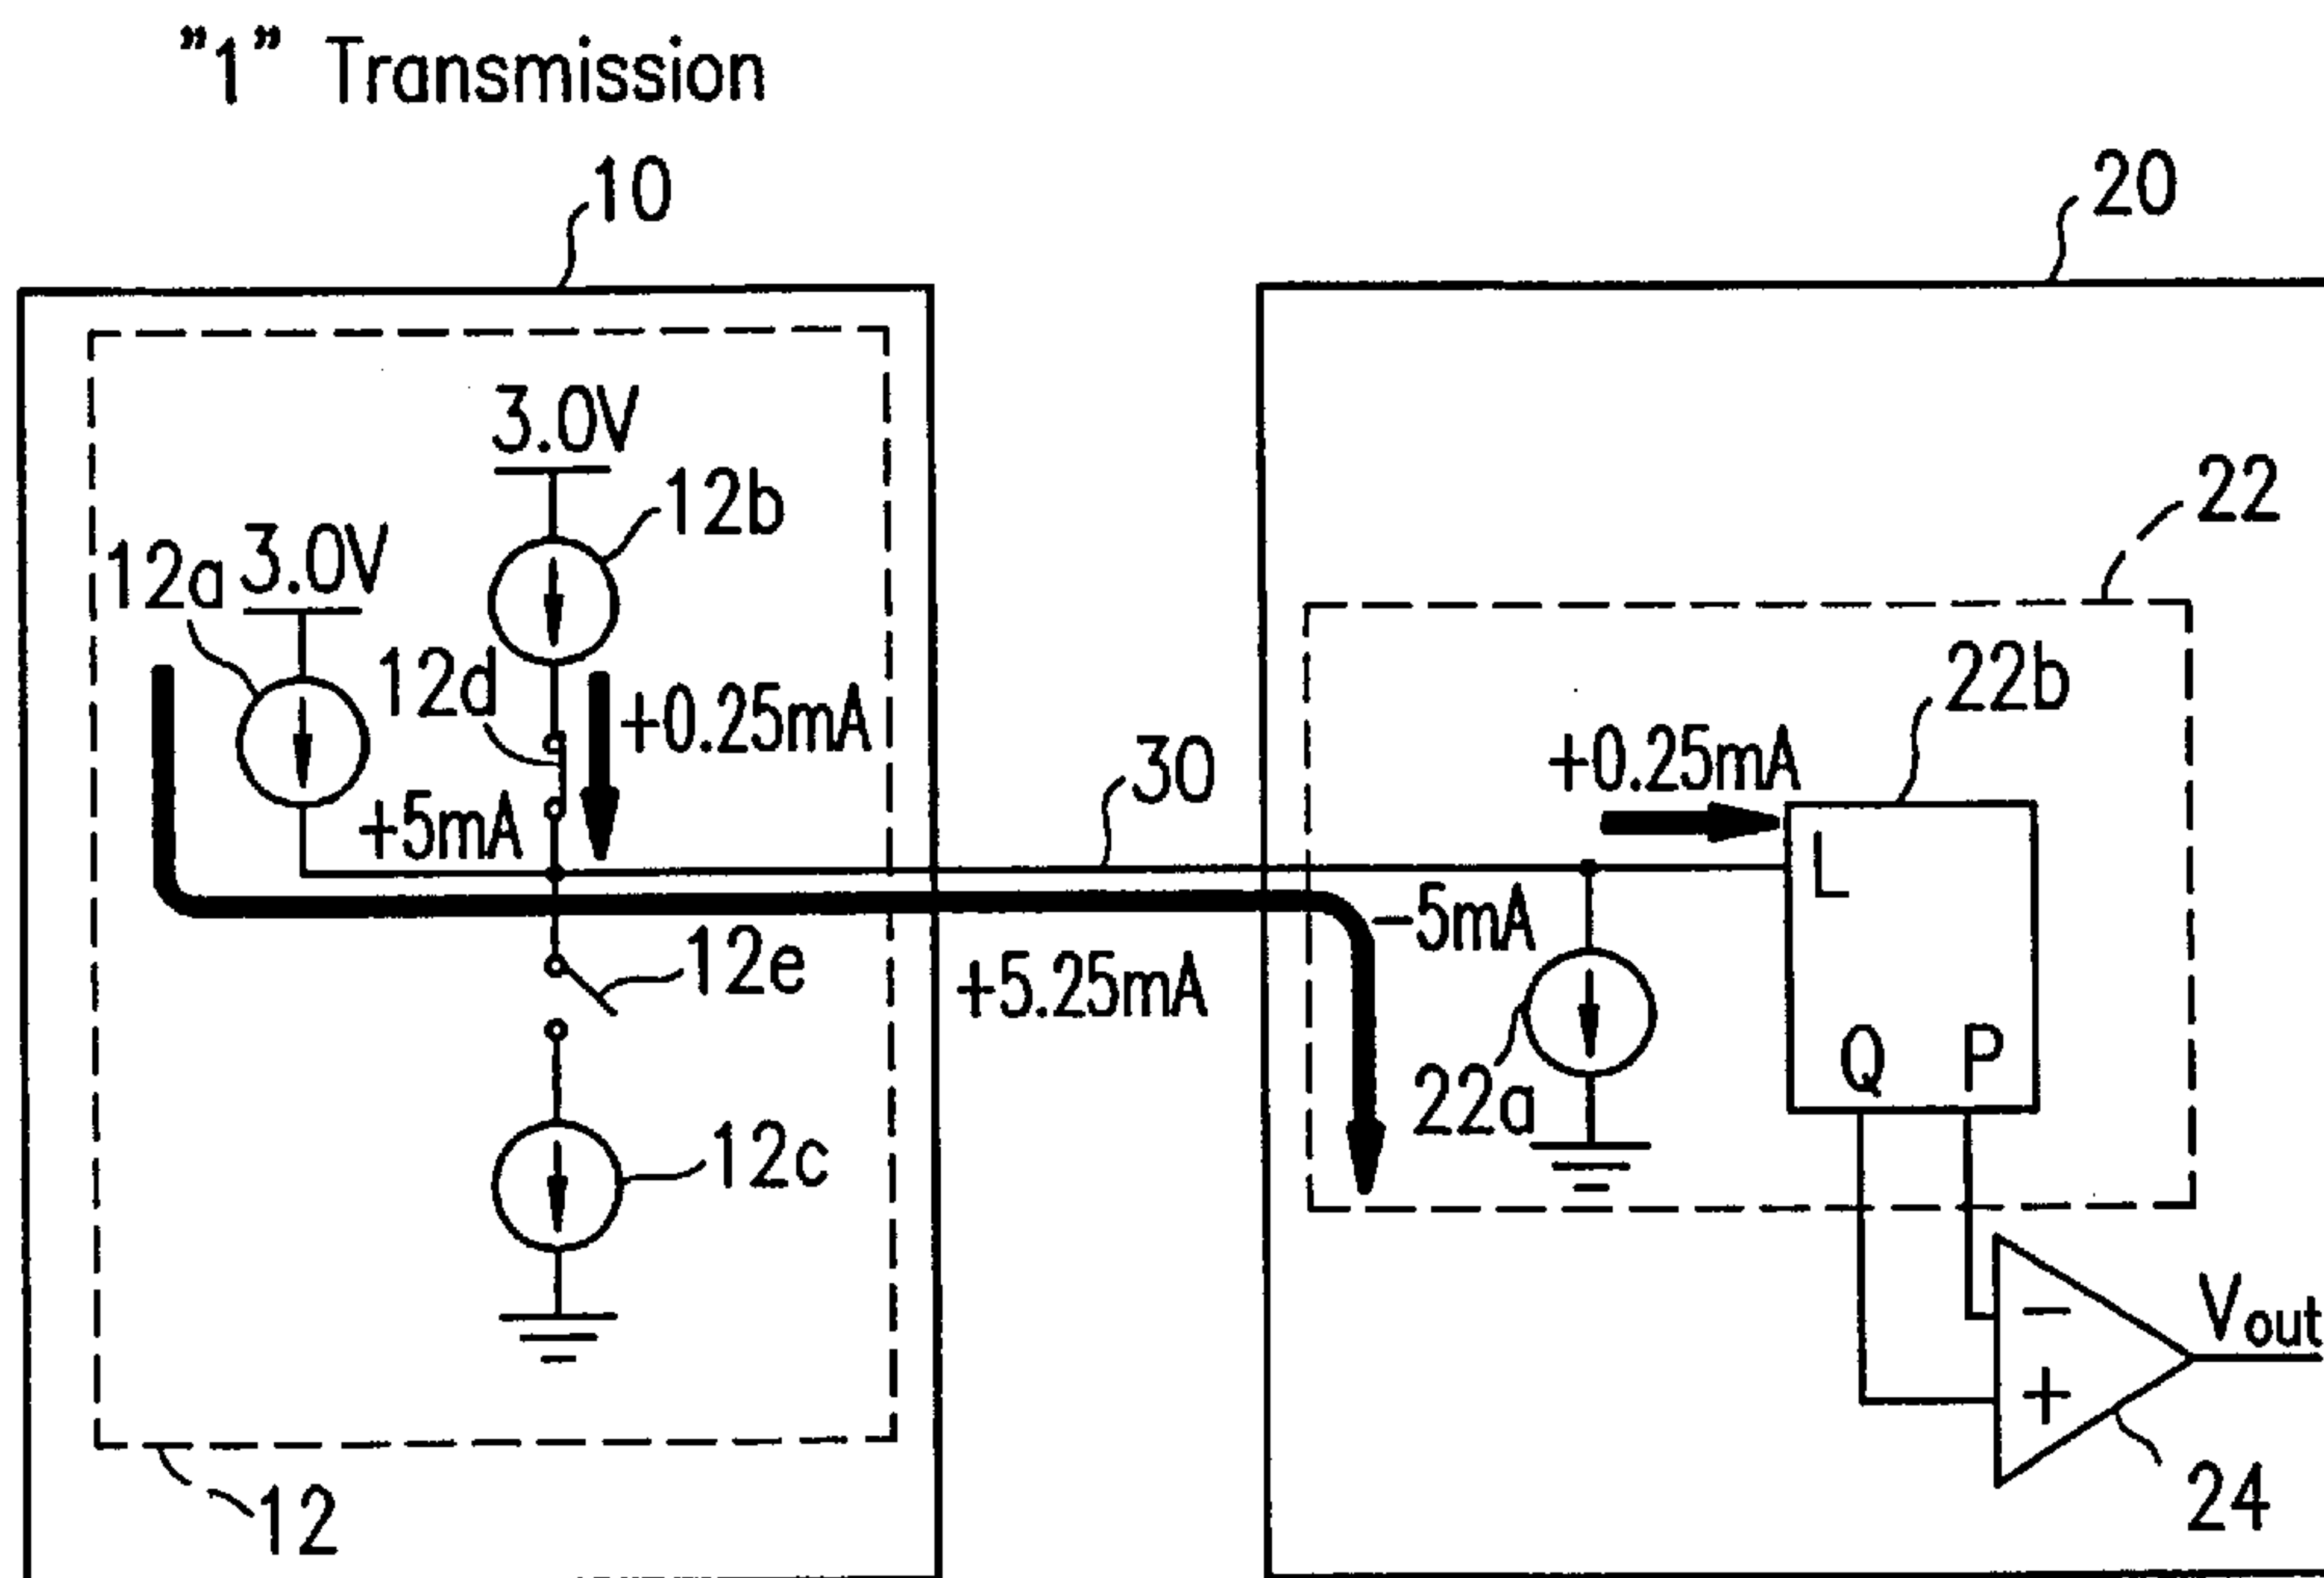 ”1” Transmission
10
20
3.0V
12b
22
12a
3.0V
12d
22b
+0.25mA
+0.25mA
30
+5mA
L
-5mA
12e
+5.25mA
Q
P
22a
12c
Vout
−
+
24
12